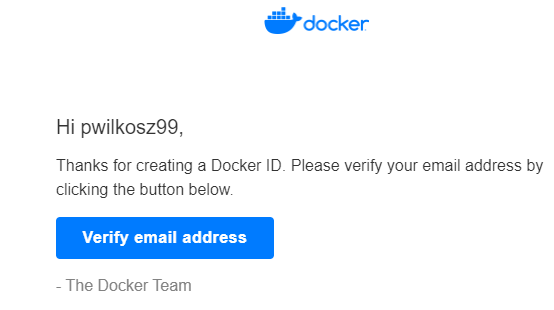 docker
Hi pwilkosz99,
Thanks for creating a Docker ID. Please verify your email address by
clicking the button below.
Verify email address
- The Docker Team